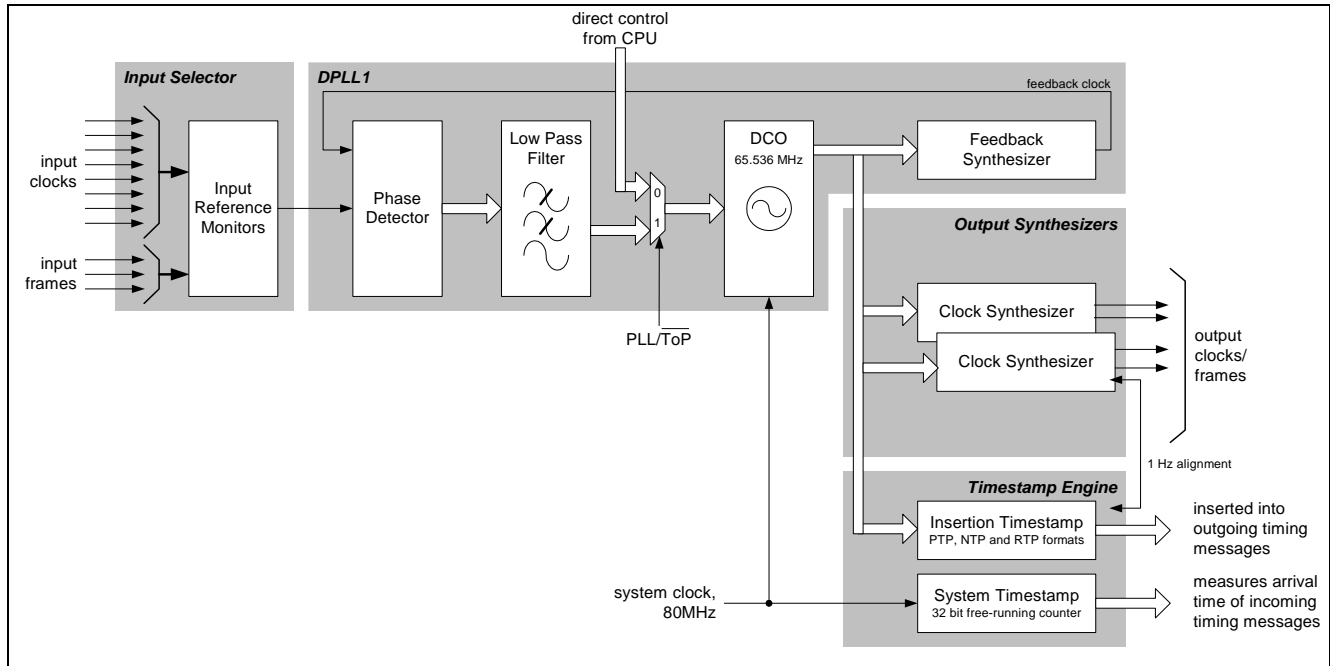 direct control
from CPU
Input Selector
DPLL1
feedback clock
input
clocks
input
frames
Input
Reference
Monitors
Phase
Detector
Low Pass
Filter
0
1
PLL/ToP
DCO
65.536 MHz
Feedback
Synthesizer
Output Synthesizers
Clock Synthesizer
Clock Synthesizer
output
clocks/
frames
1 Hz alignment
Timestamp Engine
Insertion Timestamp
PTP, NTP and RTP formats
inserted into
outgoing timing
messages
system clock,
80MHz
System Timestamp
32 bit free-running counter
measures arrival
time of incoming
timing messages